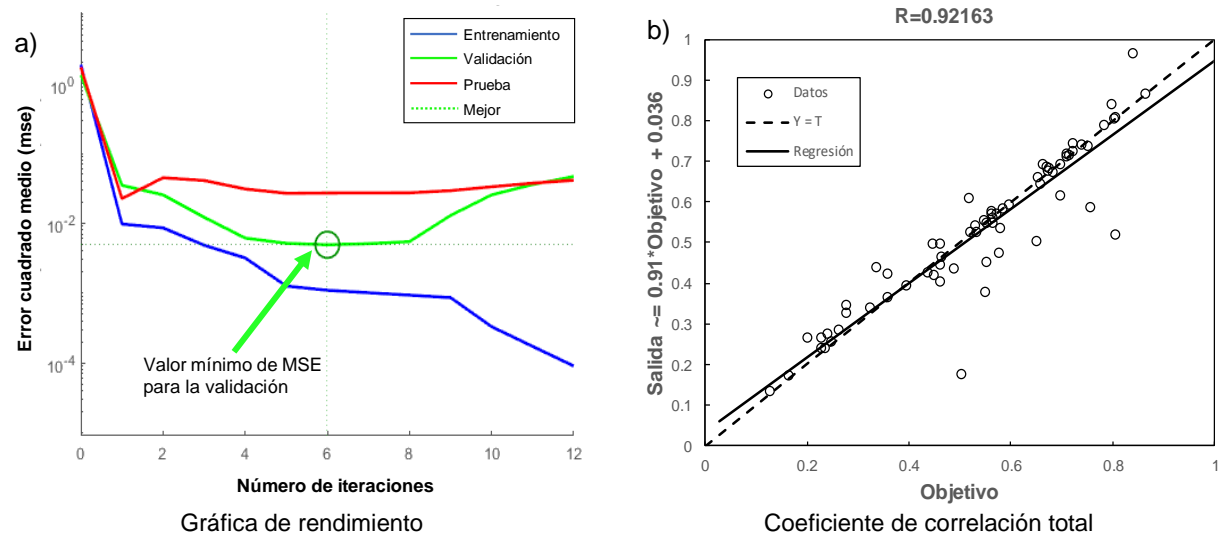 a)
Error cuadrado medio (mse)
10^0
10^-2
10^-4
Entrenamiento
Validación
Prueba
Mejor
Valor mínimo de MSE
para la validación
0 2 4 6 8 10 12
Número de iteraciones
Gráfica de rendimiento
b)
R=0.92163
Salida ~= 0.91*Objetivo + 0.036
1
0.9
0.8
0.7
0.6
0.5
0.4
0.3
0.2
0.1
0
Datos
Y = T
Regresión
0 0.2 0.4 0.6 0.8 1
Objetivo
Coeficiente de correlación total